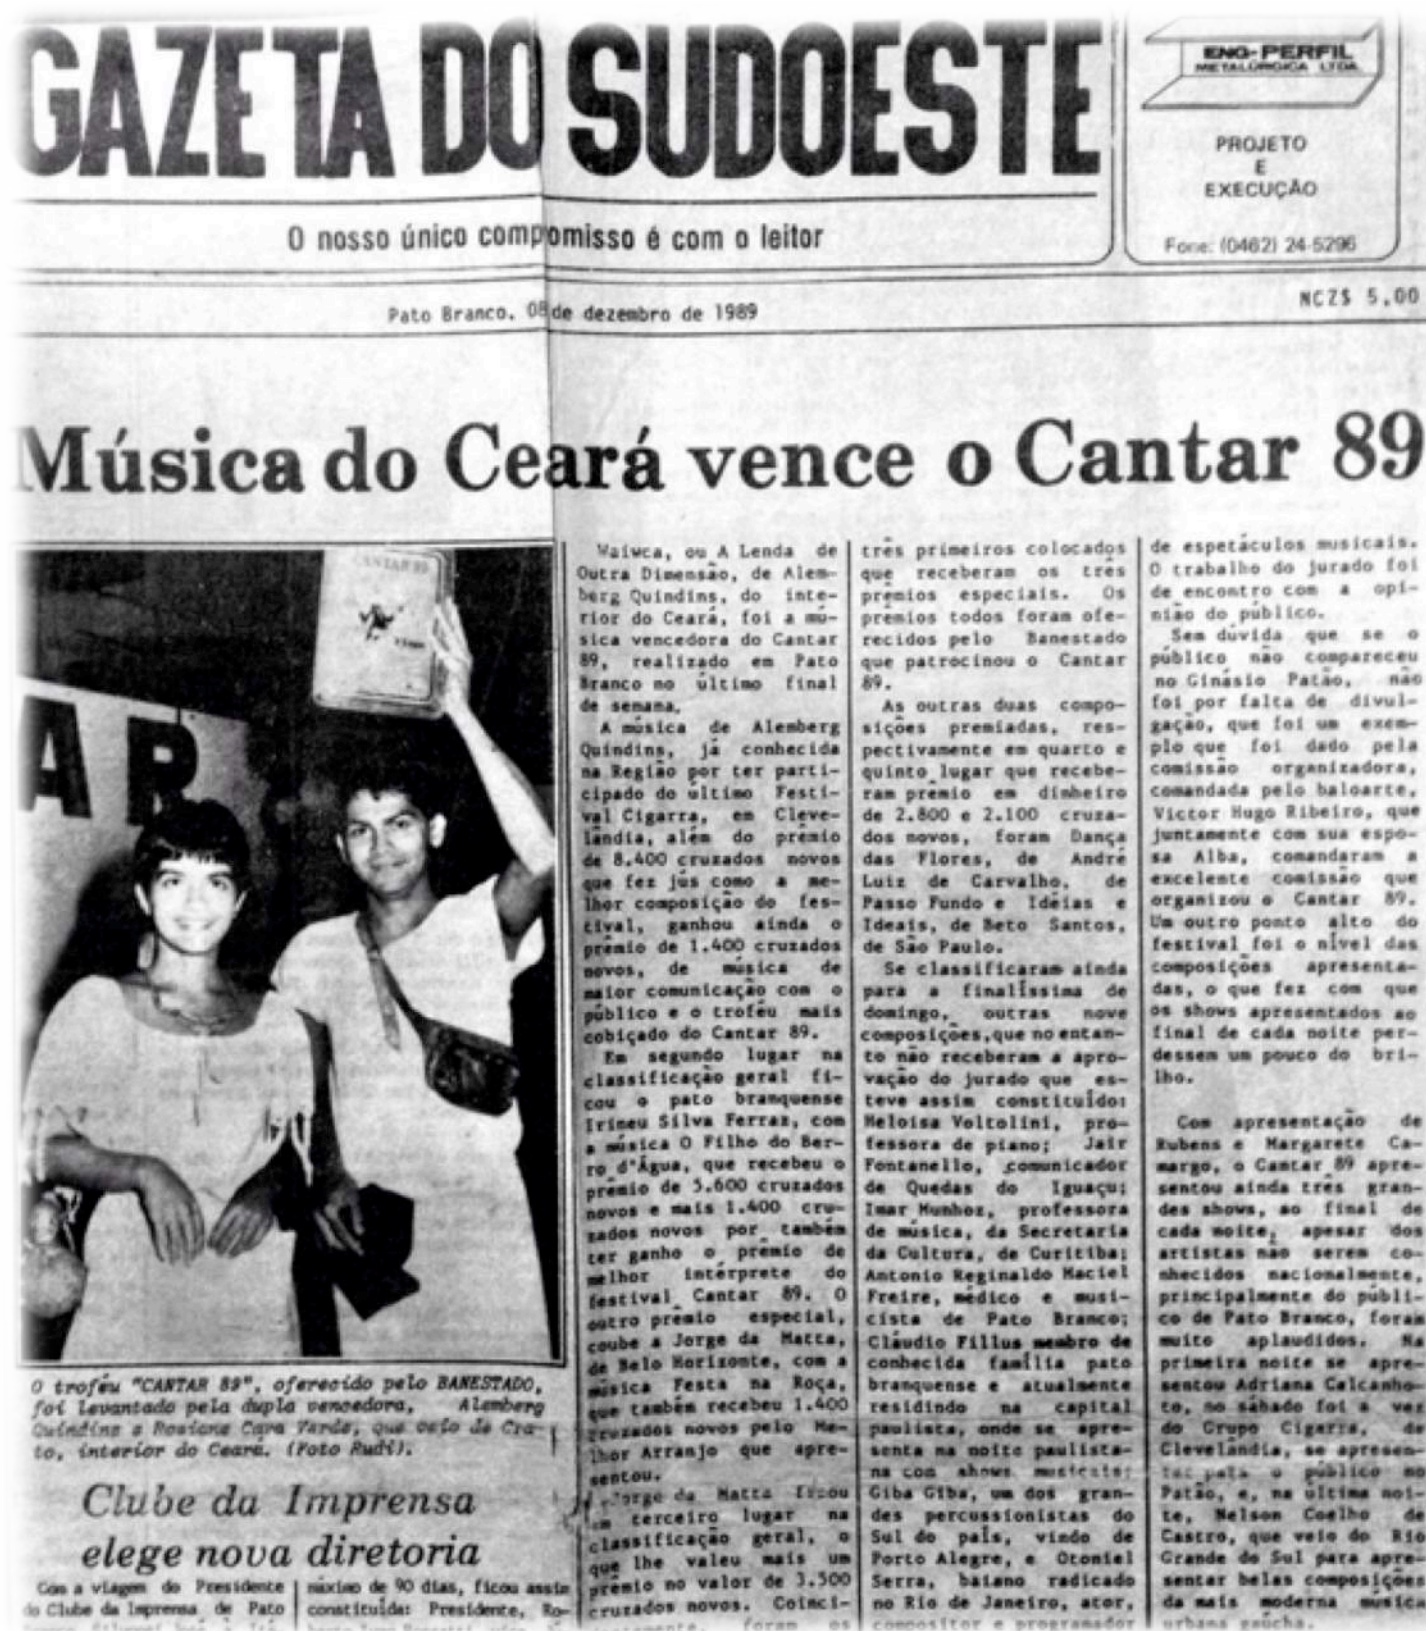 GAZETA DO SUDOESTE
O nosso único compromisso é com o leitor
ENG-PERFIL
METALÚRGICA LTDA
PROJETO
E
EXECUÇÃO
Fone: (0462) 24-5296
Pato Branco, 08 de dezembro de 1989
NCZ$ 5,00
Música do Ceará vence o Cantar 89
CANTAR 89
AR
O troféu "CANTAR 89", oferecido pelo BANESTADO,
foi levantado pela dupla vencedora, Alemberg
Quindins e Rosiane Cara Verde, que veio de Cra-
to, interior do Ceará. (Foto Rudi).
Clube da Imprensa
elege nova diretoria
Com a viagem do Presidente
do Clube da Imprensa de Pato
máximo de 90 dias, ficou assim
constituída: Presidente, Ro-
Waiwca, ou A Lenda de
Outra Dimensão, de Alem-
berg Quindins, do inte-
rior do Ceará, foi a mú-
sica vencedora do Cantar
89, realizado em Pato
Branco no último final
de semana.
A música de Alemberg
Quindins, já conhecida
na Região por ter parti-
cipado do último Festi-
val Cigarra, em Cleve-
lândia, além do prêmio
de 8.400 cruzados novos
que fez jús como a me-
lhor composição do fes-
tival, ganhou ainda o
prêmio de 1.400 cruzados
novos, de música de
maior comunicação com o
público e o troféu mais
cobiçado do Cantar 89.
Em segundo lugar na
classificação geral fi-
cou o pato branquense
Irineu Silva Ferraz, com
a música O Filho do Ber-
ro d'Água, que recebeu o
prêmio de 5.600 cruzados
novos e mais 1.400 cru-
zados novos por também
ter ganho o prêmio de
melhor intérprete do
festival Cantar 89. O
outro prêmio especial,
coube a Jorge da Matta,
de Belo Horizonte, com a
música Festa na Roça,
que também recebeu 1.400
cruzados novos pelo Me-
lhor Arranjo que apre-
sentou.
Jorge da Matta ficou
em terceiro lugar na
classificação geral, o
que lhe valeu mais um
prêmio no valor de 3.500
cruzados novos. Coinci-
dentemente, foram os
três primeiros colocados
que receberam os três
prêmios especiais. Os
prêmios todos foram ofe-
recidos pelo Banestado
que patrocinou o Cantar
89.
As outras duas compo-
sições premiadas, res-
pectivamente em quarto e
quinto lugar que recebe-
ram prêmio em dinheiro
de 2.800 e 2.100 cruza-
dos novos, foram Dança
das Flores, de André
Luiz de Carvalho, de
Passo Fundo e Idéias e
Ideais, de Beto Santos,
de São Paulo.
Se classificaram ainda
para a finalíssima de
domingo, outras nove
composições,que no entan-
to não receberam a apro-
vação do jurado que es-
teve assim constituído:
Heloisa Voltolini, pro-
fessora de piano; Jair
Fontanello, comunicador
de Quedas do Iguaçu;
Imar Munhoz, professora
de música, da Secretaria
da Cultura, de Curitiba;
Antonio Reginaldo Maciel
Freire, médico e musi-
cista de Pato Branco;
Cláudio Fillus membro de
conhecida família pato
branquense e atualmente
residindo na capital
paulista, onde se apre-
senta na noite paulista-
na com shows musicais;
Giba Giba, um dos gran-
des percussionistas do
Sul do país, vindo de
Porto Alegre, e Otoniel
Serra, baiano radicado
no Rio de Janeiro, ator,
compositor e programador
de espetáculos musicais.
O trabalho do jurado foi
de encontro com a opi-
nião do público.
Sem dúvida que se o
público não compareceu
no Ginásio Patão, não
foi por falta de divul-
gação, que foi um exem-
plo que foi dado pela
comissão organizadora,
comandada pelo baloarte,
Victor Hugo Ribeiro, que
juntamente com sua espo-
sa Alba, comandaram a
excelente comissão que
organizou o Cantar 89.
Um outro ponto alto do
festival foi o nível das
composições apresenta-
das, o que fez com que
os shows apresentados ao
final de cada noite per-
dessem um pouco do bri-
lho.
Com apresentação de
Rubens e Margarete Ca-
margo, o Cantar 89 apre-
sentou ainda três gran-
des shows, ao final de
cada noite, apesar dos
artistas não serem co-
nhecidos nacionalmente,
principalmente do públi-
co de Pato Branco, foram
muito aplaudidos. Na
primeira noite se apre-
sentou Adriana Calcanho-
to, no sábado foi a vez
do Grupo Cigarra, de
Clevelândia, se apresen-
tar para o público no
Patão, e, na última noi-
te, Nelson Coelho de
Castro, que veio do Rio
Grande do Sul para apre-
sentar belas composições
da mais moderna música
urbana gaúcha.